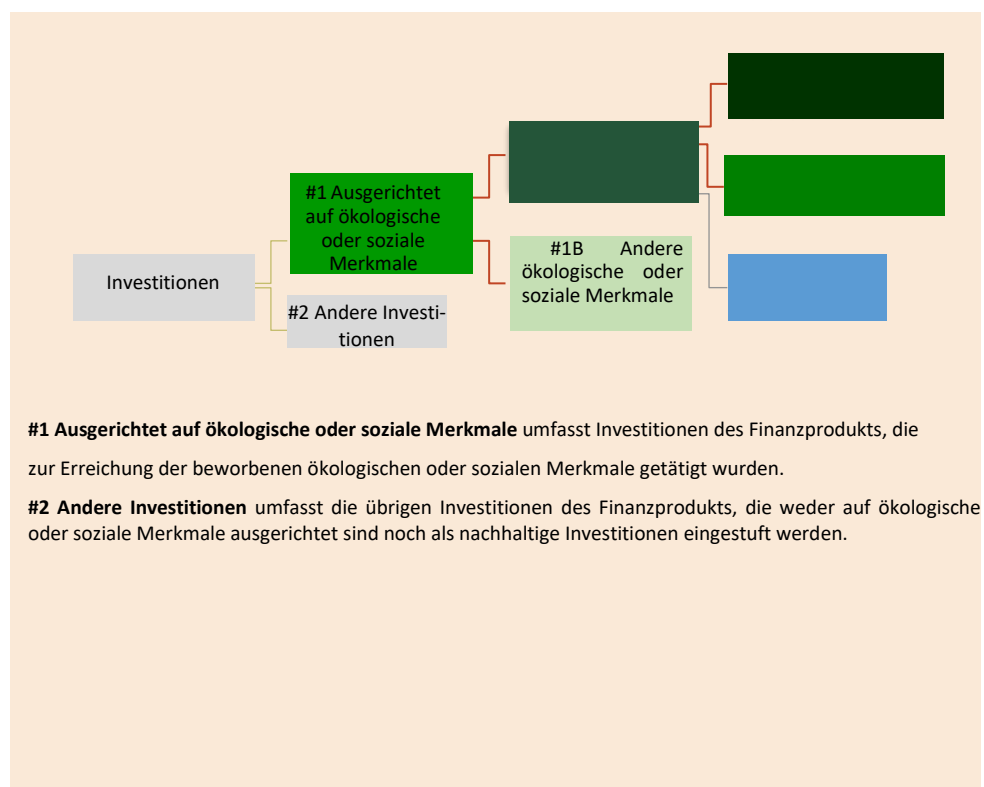 #1 Ausgerichtet
auf ökologische
oder soziale
Merkmale
#1B Andere
ökologische oder
soziale Merkmale
Investitionen
#2 Andere Investi-
tionen
#1 Ausgerichtet auf ökologische oder soziale Merkmale umfasst Investitionen des Finanzprodukts, die
zur Erreichung der beworbenen ökologischen oder sozialen Merkmale getätigt wurden.
#2 Andere Investitionen umfasst die übrigen Investitionen des Finanzprodukts, die weder auf ökologische
oder soziale Merkmale ausgerichtet sind noch als nachhaltige Investitionen eingestuft werden.